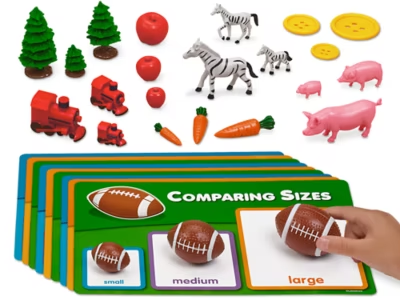 COMPARING SIZES
small
medium
large